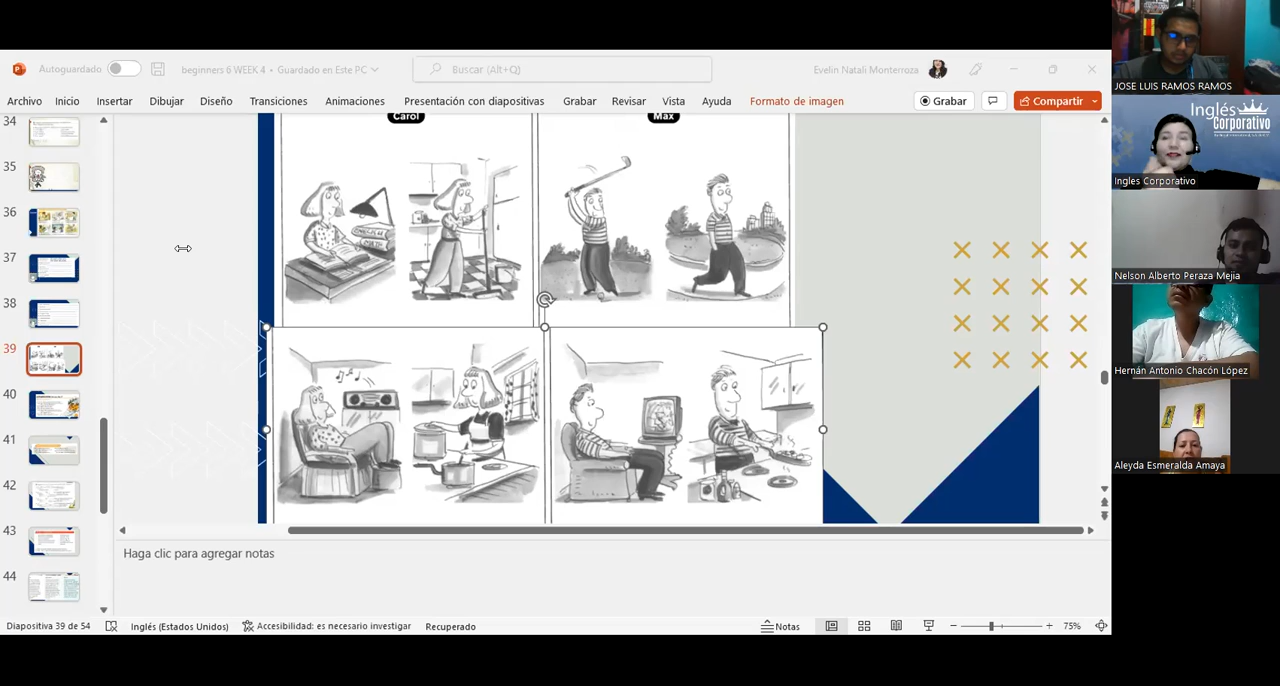 Autoguardado
beginners 6 WEEK 4 • Guardado en Este PC
Buscar (Alt+Q)
Evelin Natali Monterroza
Archivo Inicio Insertar Dibujar Diseño Transiciones Animaciones Presentación con diapositivas Grabar Revisar Vista Ayuda Formato de imagen
Grabar
Compartir
34
35
36
37
38
39
40
41
42
43
44
Carol
Max
Haga clic para agregar notas
Diapositiva 39 de 54
Inglés (Estados Unidos)
Accesibilidad: es necesario investigar
Recuperado
Notas
75%
JOSE LUIS RAMOS RAMOS
Inglés
Corporativo
Ingles Corporativo
Nelson Alberto Peraza Mejia
Hernán Antonio Chacón López
Aleyda Esmeralda Amaya